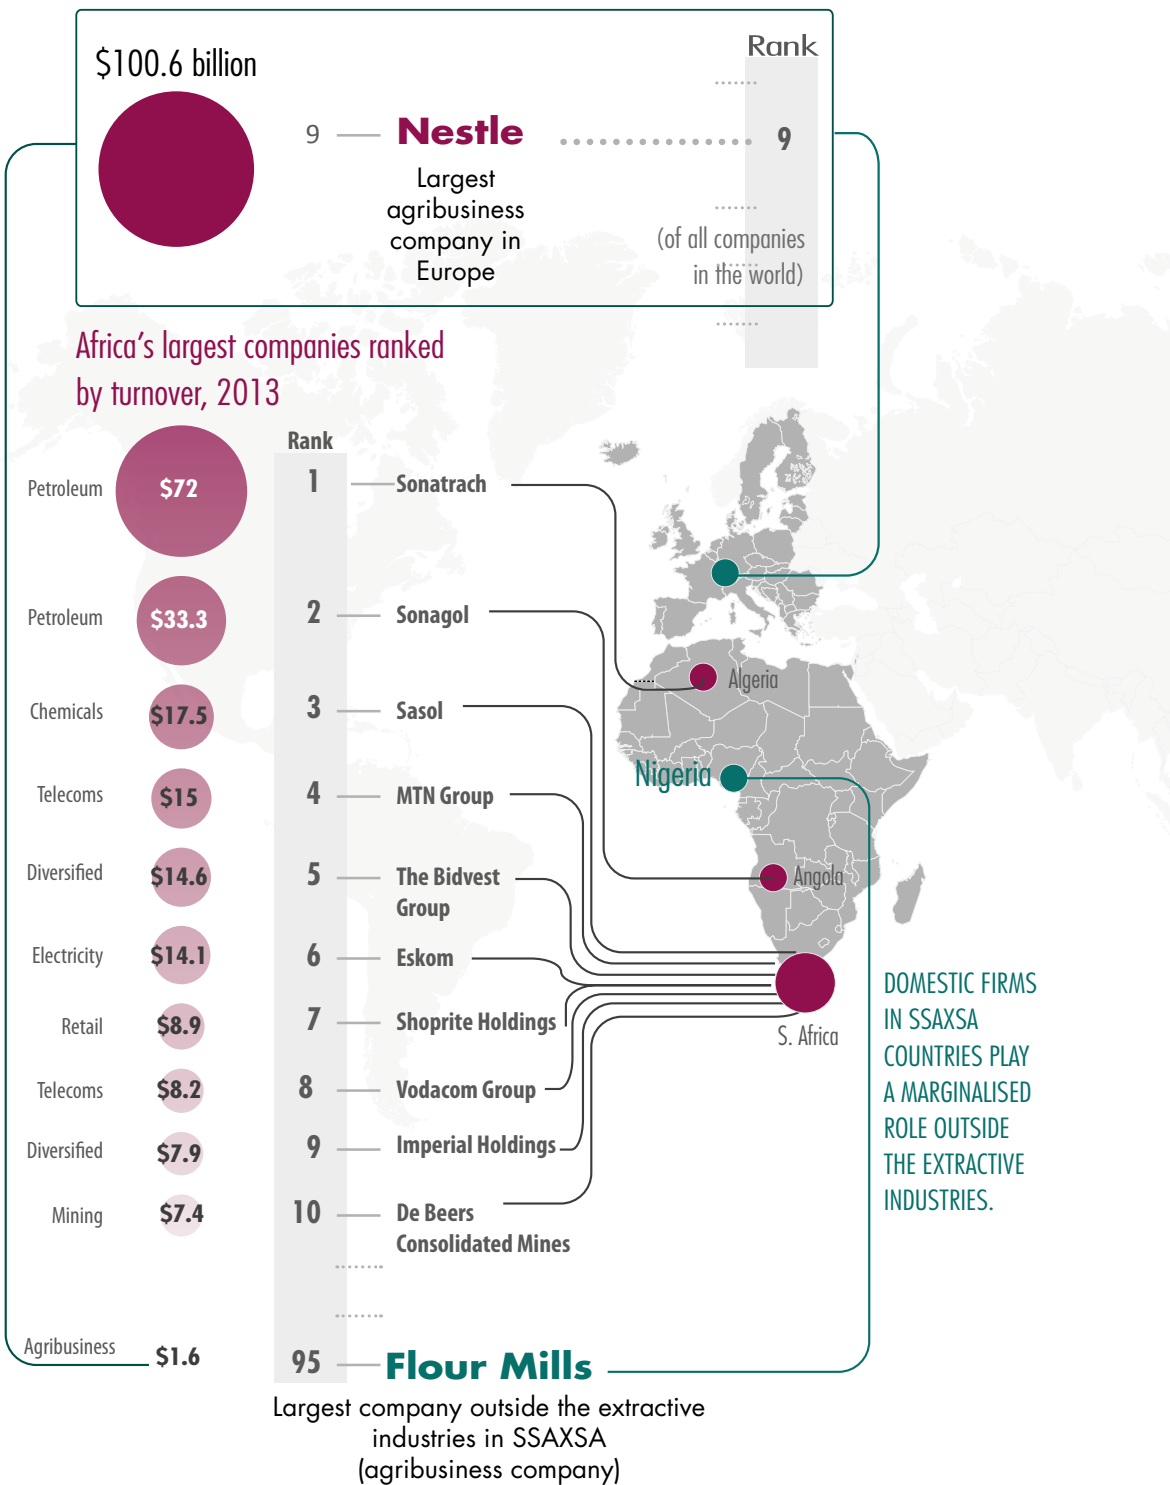 $100.6 billion
Rank
9
Nestle
9
Largest
agribusiness
company in
Europe
(of all companies
in the world)
Africa's largest companies ranked
by turnover, 2013
Rank
Petroleum
$72
1
Sonatrach
Petroleum
$33.3
2
Sonagol
Chemicals
$17.5
3
Sasol
Telecoms
$15
4
MTN Group
Diversified
$14.6
5
The Bidvest
Group
Electricity
$14.1
6
Eskom
Retail
$8.9
7
Shoprite Holdings
Telecoms
$8.2
8
Vodacom Group
Diversified
$7.9
9
Imperial Holdings
Mining
$7.4
10
De Beers
Consolidated Mines
Agribusiness
$1.6
95
Flour Mills
Largest company outside the extractive
industries in SSAXSA
(agribusiness company)
Algeria
Nigeria
Angola
S. Africa
DOMESTIC FIRMS
IN SSAXSA
COUNTRIES PLAY
A MARGINALISED
ROLE OUTSIDE
THE EXTRACTIVE
INDUSTRIES.